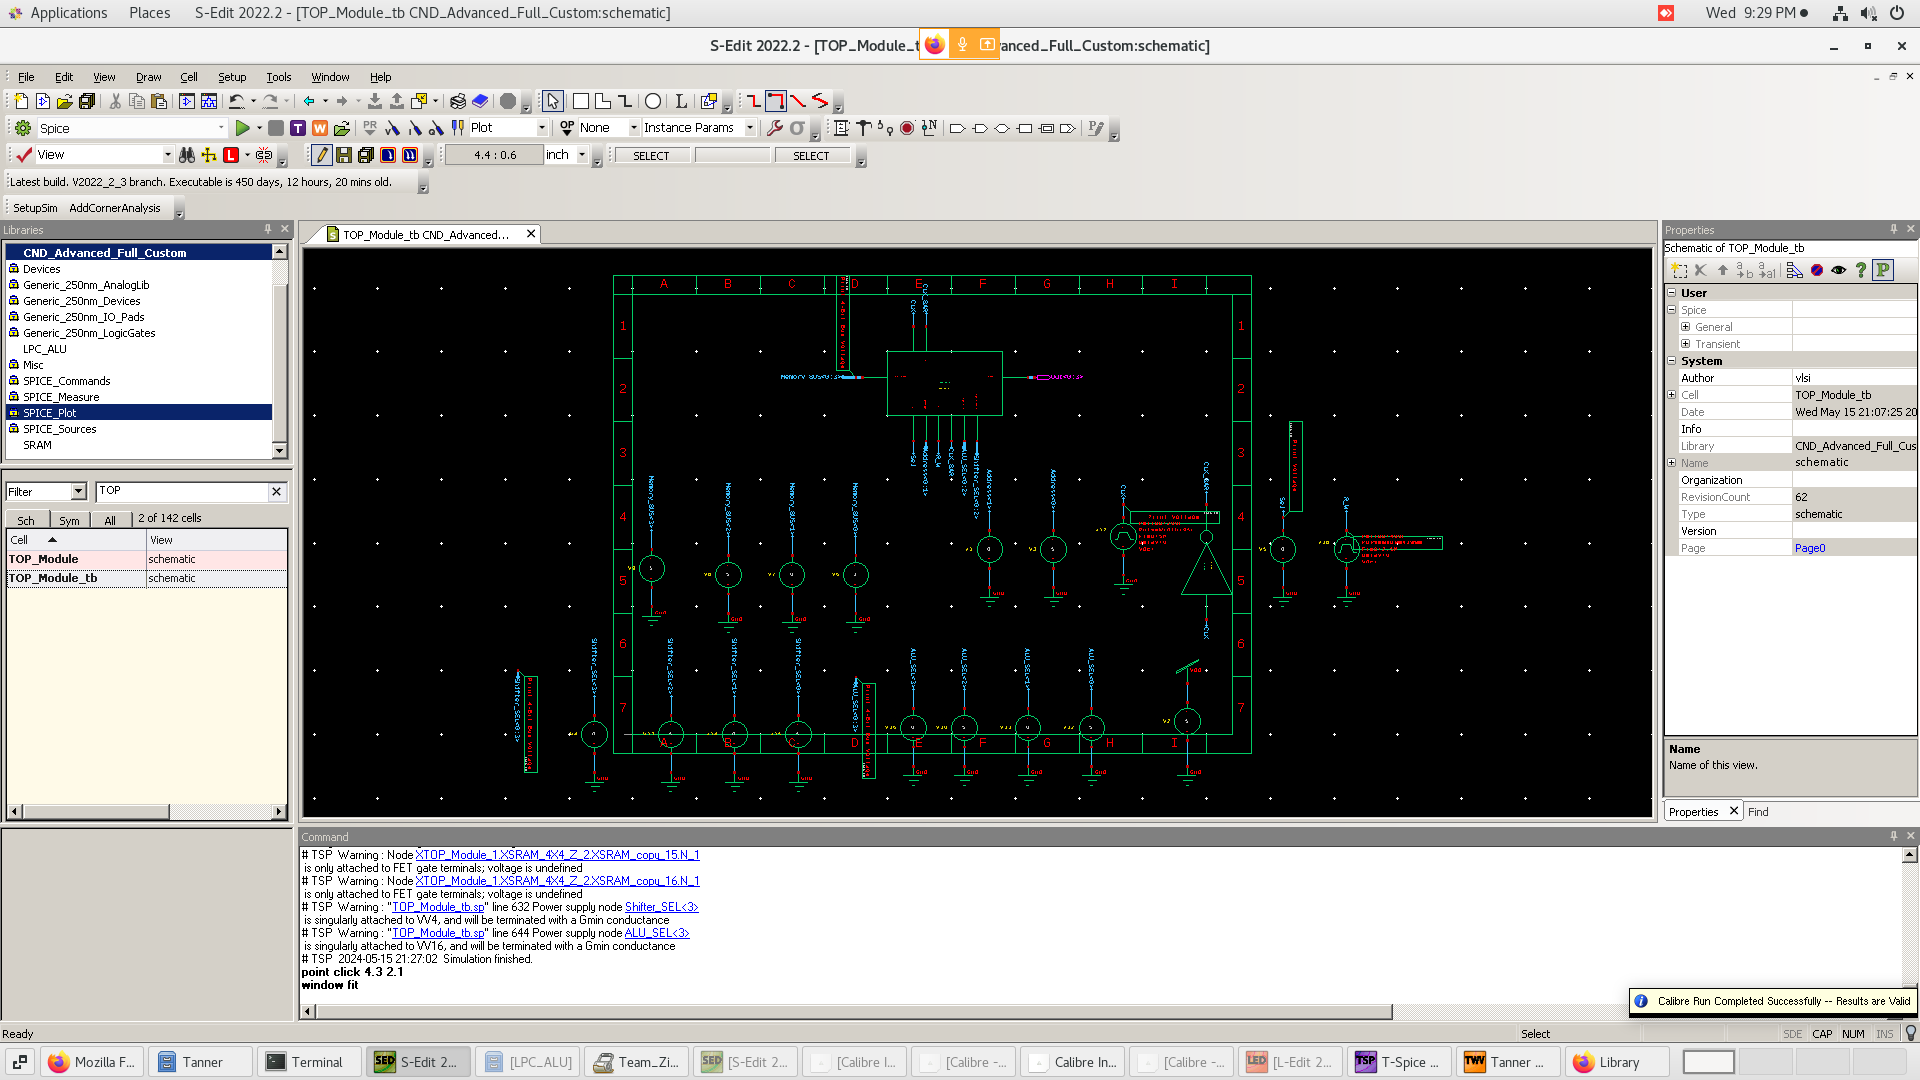 Applications Places S-Edit 2022.2 - [TOP_Module_tb CND_Advanced_Full_Custom:schematic] Wed 9:29 PM
S-Edit 2022.2 - [TOP_Module_t anced_Full_Custom:schematic]
File Edit View Draw Cell Setup Tools Window Help
Spice Plot OP None Instance Params
View 4.4 : 0.6 inch SELECT SELECT
Latest build. V2022_2_3 branch. Executable is 450 days, 12 hours, 20 mins old.
SetupSim AddCornerAnalysis
Libraries
CND_Advanced_Full_Custom
Devices
Generic_250nm_AnalogLib
Generic_250nm_Devices
Generic_250nm_IO_Pads
Generic_250nm_LogicGates
LPC_ALU
Misc
SPICE_Commands
SPICE_Measure
SPICE_Plot
SPICE_Sources
SRAM
Filter TOP
Sch Sym All 2 of 142 cells
Cell View
TOP_Module schematic
TOP_Module_tb schematic
TOP_Module_tb CND_Advanced...
A B C D E F G H I
1 1
2 2
3 3
4 4
5 5
6 6
7 7
A B C D E F G H I
Properties
Schematic of TOP_Module_tb
User
Spice
General
Transient
System
Author vlsi
Cell TOP_Module_tb
Date Wed May 15 21:07:25 20
Info
Library CND_Advanced_Full_Cus
Name schematic
Organization
RevisionCount 62
Type schematic
Version
Page Page0
Name
Name of this view.
Properties Find
Command
# TSP Warning : Node XTOP_Module_1.XSRAM_4X4_Z_2.XSRAM_copy_15.N_1
is only attached to FET gate terminals; voltage is undefined
# TSP Warning : Node XTOP_Module_1.XSRAM_4X4_Z_2.XSRAM_copy_16.N_1
is only attached to FET gate terminals; voltage is undefined
# TSP Warning : "TOP_Module_tb.sp" line 632 Power supply node Shifter_SEL<3>
is singularly attached to VV4, and will be terminated with a Gmin conductance
# TSP Warning : "TOP_Module_tb.sp" line 644 Power supply node ALU_SEL<3>
is singularly attached to VV16, and will be terminated with a Gmin conductance
# TSP 2024-05-15 21:27:02 Simulation finished.
point click 4.3 2.1
window fit
Calibre Run Completed Successfully -- Results are Valid
Ready Select SDE CAP NUM INS
Mozilla F... Tanner Terminal S-Edit 2... [LPC_ALU] Team_Zi... [S-Edit 2... [Calibre I... [Calibre -... Calibre In... [Calibre -... [L-Edit 2... T-Spice ... Tanner ... Library